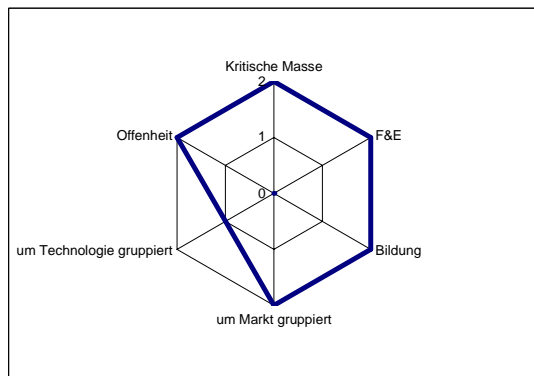 Kritische Masse
2
Offenheit
1
F&E
0
um Technologie gruppiert
Bildung
um Markt gruppiert